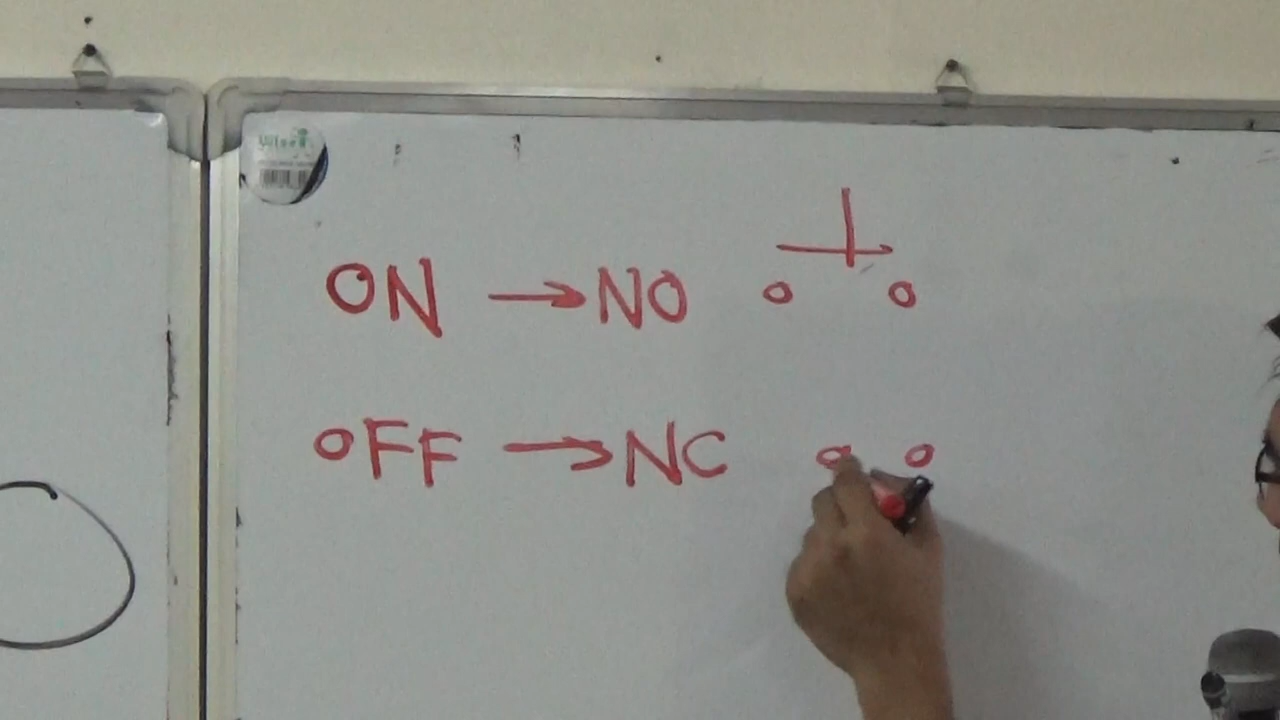 ON → NO
OFF → NC